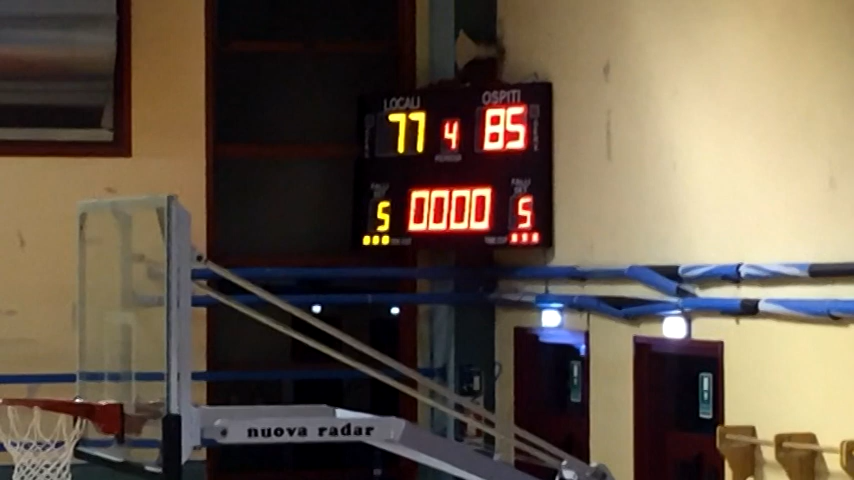 LOCALI OSPITI
77 4 85
5 0000 5
nuova radar